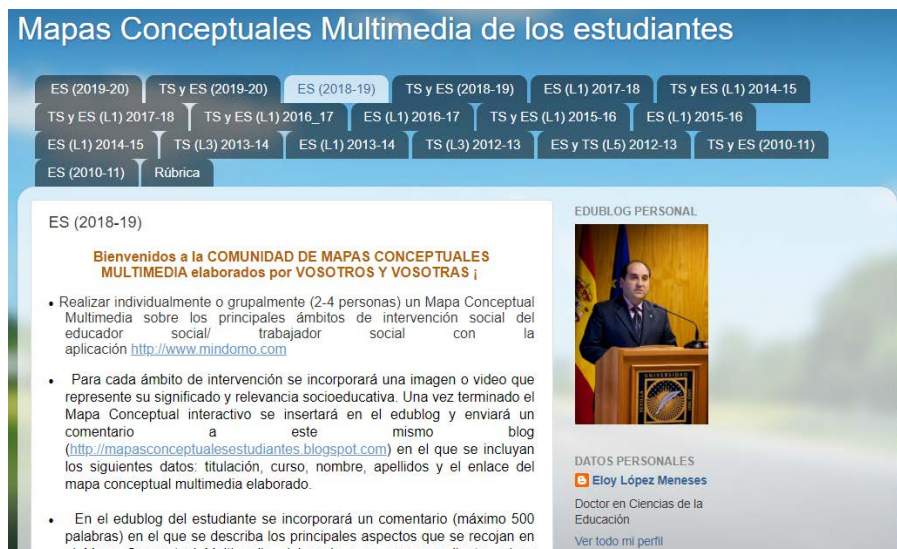 Mapas Conceptuales Multimedia de los estudiantes
ES (2019-20) TS y ES (2019-20) ES (2018-19) TS y ES (2018-19) ES (L1) 2017-18 TS y ES (L1) 2014-15
TS y ES (L1) 2017-18 TS y ES (L1) 2016_17 ES (L1) 2016-17 TS y ES (L1) 2015-16 ES (L1) 2015-16
ES (L1) 2014-15 TS (L3) 2013-14 ES (L1) 2013-14 TS (L3) 2012-13 ES y TS (L5) 2012-13 TS y ES (2010-11)
ES (2010-11) Rúbrica
ES (2018-19)
Bienvenidos a la COMUNIDAD DE MAPAS CONCEPTUALES
MULTIMEDIA elaborados por VOSOTROS Y VOSOTRAS ¡
• Realizar individualmente o grupalmente (2-4 personas) un Mapa Conceptual
Multimedia sobre los principales ámbitos de intervención social del
educador social/ trabajador social con la
aplicación http://www.mindomo.com
• Para cada ámbito de intervención se incorporará una imagen o video que
represente su significado y relevancia socioeducativa. Una vez terminado el
Mapa Conceptual interactivo se insertará en el edublog y enviará un
comentario a este mismo blog
(http://mapasconceptualesestudiantes.blogspot.com) en el que se incluyan
los siguientes datos: titulación, curso, nombre, apellidos y el enlace del
mapa conceptual multimedia elaborado.
• En el edublog del estudiante se incorporará un comentario (máximo 500
palabras) en el que se describa los principales aspectos que se recojan en
EDUBLOG PERSONAL
DATOS PERSONALES
Eloy López Meneses
Doctor en Ciencias de la
Educación
Ver todo mi perfil